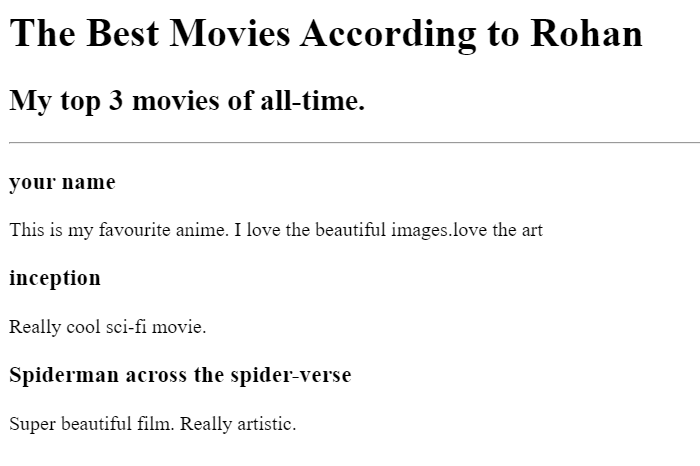 The Best Movies According to Rohan
My top 3 movies of all-time.
your name
This is my favourite anime. I love the beautiful images.love the art
inception
Really cool sci-fi movie.
Spiderman across the spider-verse
Super beautiful film. Really artistic.